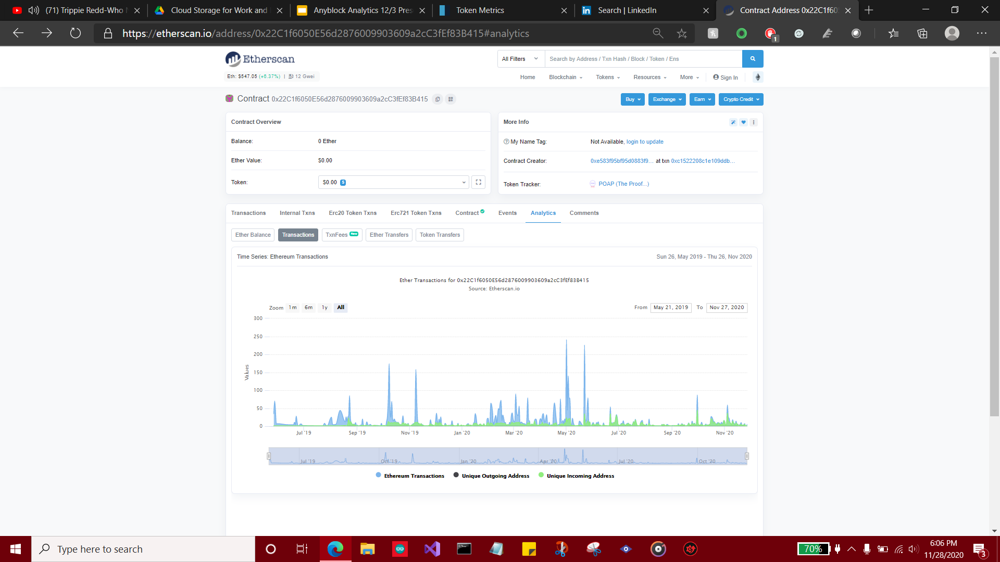 (71) Trippie Redd-Who
Cloud Storage for Work and
Anyblock Analytics 12/3 Pres
Token Metrics
Search | LinkedIn
Contract Address 0x22C1f605
https://etherscan.io/address/0x22C1f6050E56d2876009903609a2cC3fEf83B415#analytics
1
Etherscan
All Filters
Search by Address / Txn Hash / Block / Token / Ens
Eth: $547.05 (+6.37%) | 12 Gwei
Home
Blockchain
Tokens
Resources
More
Sign In
Contract 0x22C1f6050E56d2876009903609a2cC3fEf83B415
Buy
Exchange
Earn
Crypto Credit
Contract Overview
Balance:
0 Ether
Ether Value:
$0.00
Token:
$0.00 5
More Info
My Name Tag:
Not Available, login to update
Contract Creator:
0xe583f95bf95d0883f9... at txn 0xc1522208c1e109ddb...
Token Tracker:
POAP (The Proof...)
Transactions
Internal Txns
Erc20 Token Txns
Erc721 Token Txns
Contract
Events
Analytics
Comments
Ether Balance
Transactions
TxnFees New
Ether Transfers
Token Transfers
Time Series: Ethereum Transactions
Sun 26, May 2019 - Thu 26, Nov 2020
Ether Transactions for 0x22C1f6050E56d2876009903609a2cC3fEf83B415
Source: Etherscan.io
Zoom 1m 6m 1y All
From May 21, 2019 To Nov 27, 2020
Values
300
250
200
150
100
50
0
Jul '19
Sep '19
Nov '19
Jan '20
Mar '20
May '20
Jul '20
Sep '20
Nov '20
Jul '19
Oct '19
Jan '20
Apr '20
Jul '20
Oct '20
Ethereum Transactions
Unique Outgoing Address
Unique Incoming Address
Type here to search
70%
6:06 PM
11/28/2020
3